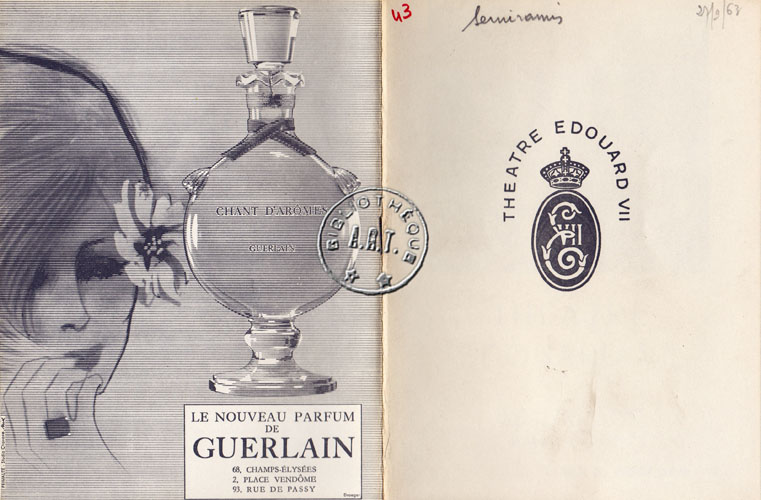 CHANT D'ARÔMES
GUERLAIN
LE NOUVEAU PARFUM
DE
GUERLAIN
68, CHAMPS-ÉLYSÉES
2, PLACE VENDÔME
93, RUE DE PASSY
BIBLIOTHÈQUE
A.R.T.
43
Semiramis
THEATRE EDOUARD VII
E VII